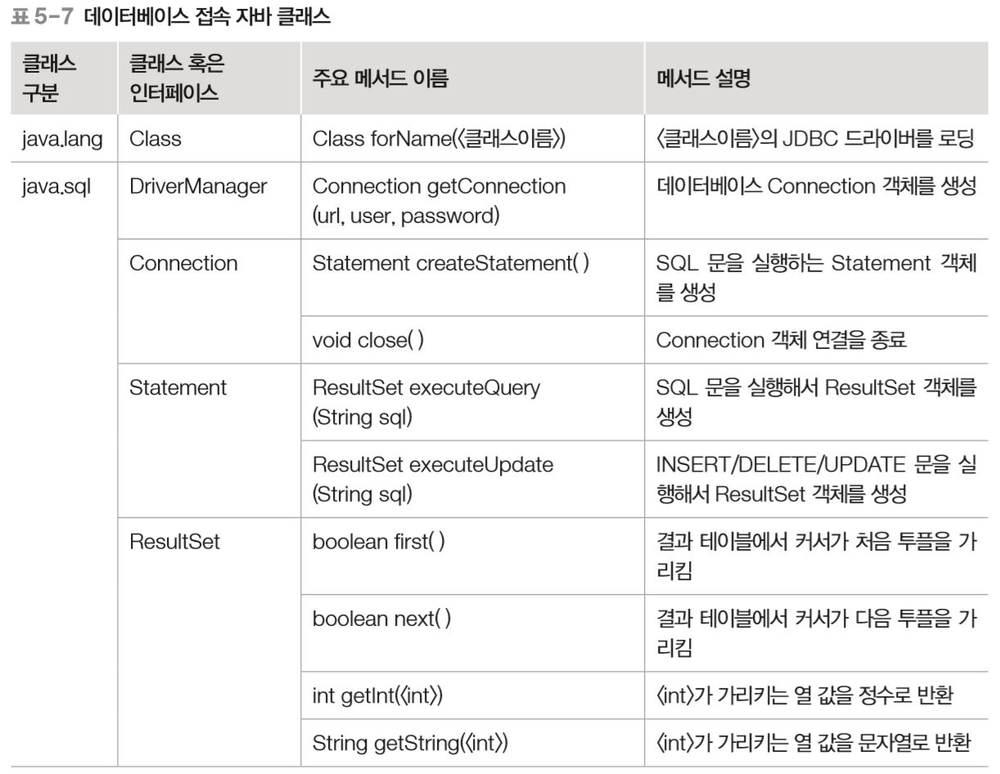 표 5-7 데이터베이스 접속 자바 클래스
클래스
구분
클래스 혹은
인터페이스
주요 메서드 이름
메서드 설명
java.lang
Class
Class forName(〈클래스이름〉)
〈클래스이름〉의 JDBC 드라이버를 로딩
java.sql
DriverManager
Connection getConnection
(url, user, password)
데이터베이스 Connection 객체를 생성
Connection
Statement createStatement( )
SQL 문을 실행하는 Statement 객체
를 생성
void close( )
Connection 객체 연결을 종료
Statement
ResultSet executeQuery
(String sql)
SQL 문을 실행해서 ResultSet 객체를
생성
ResultSet executeUpdate
(String sql)
INSERT/DELETE/UPDATE 문을 실
행해서 ResultSet 객체를 생성
ResultSet
boolean first( )
결과 테이블에서 커서가 처음 투플을 가
리킴
boolean next( )
결과 테이블에서 커서가 다음 투플을 가
리킴
int getInt(〈int〉)
〈int〉가 가리키는 열 값을 정수로 반환
String getString(〈int〉)
〈int〉가 가리키는 열 값을 문자열로 반환